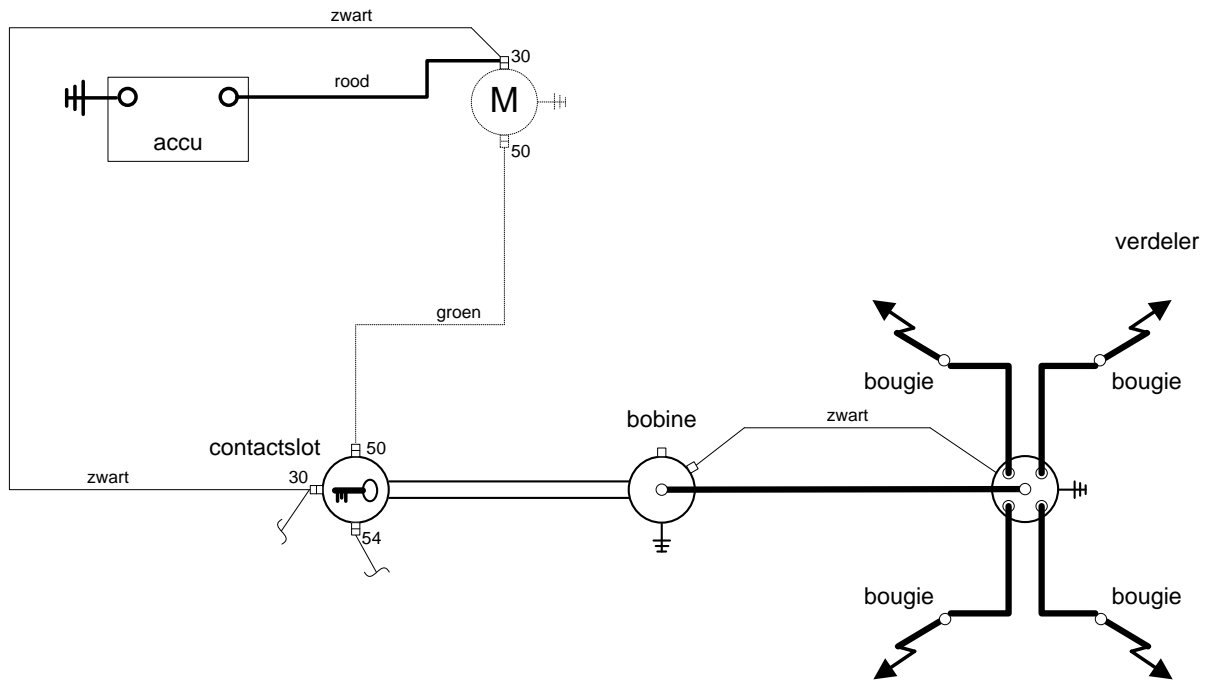 zwart
30
rood
M
accu
50
verdeler
groen
bougie
bougie
bobine
zwart
contactslot
50
30
zwart
54
bougie
bougie